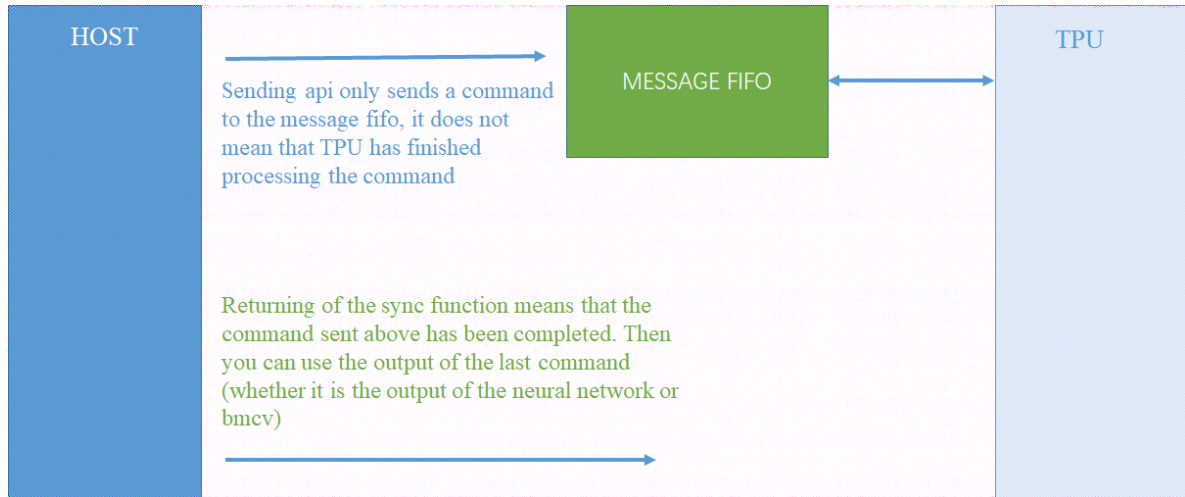 HOST
MESSAGE FIFO
TPU
Sending api only sends a command
to the message fifo, it does not
mean that TPU has finished
processing the command
Returning of the sync function means that the
command sent above has been completed. Then
you can use the output of the last command
(whether it is the output of the neural network or
bmcv)